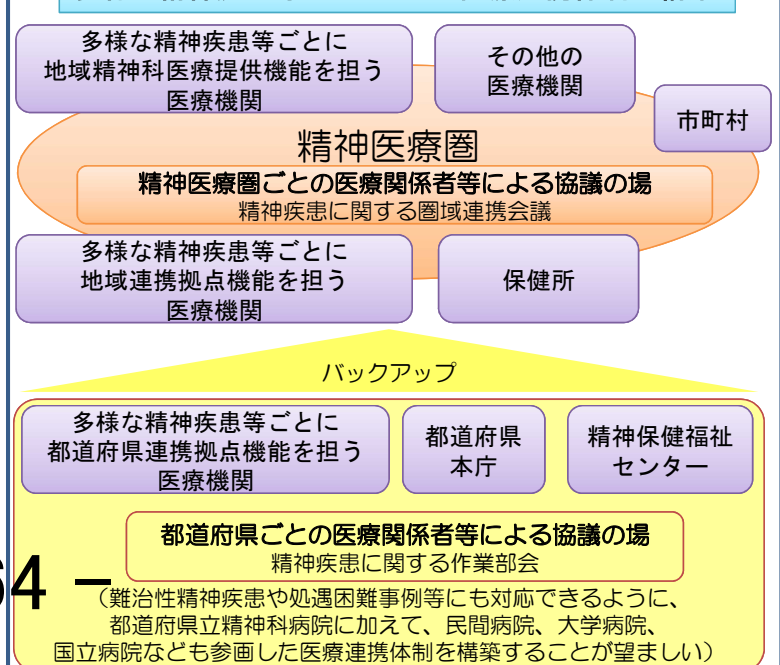 多様な精神疾患等ごとに
地域精神科医療提供機能を担う
医療機関
その他の
医療機関
市町村
精神医療圏
精神医療圏ごとの医療関係者等による協議の場
精神疾患に関する圏域連携会議
多様な精神疾患等ごとに
地域連携拠点機能を担う
医療機関
保健所
バックアップ
多様な精神疾患等ごとに
都道府県連携拠点機能を担う
医療機関
都道府県
本庁
精神保健福祉
センター
都道府県ごとの医療関係者等による協議の場
精神疾患に関する作業部会
64 −
（難治性精神疾患や処遇困難事例等にも対応できるように、
都道府県立精神科病院に加えて、民間病院、大学病院、
国立病院なども参画した医療連携体制を構築することが望ましい）